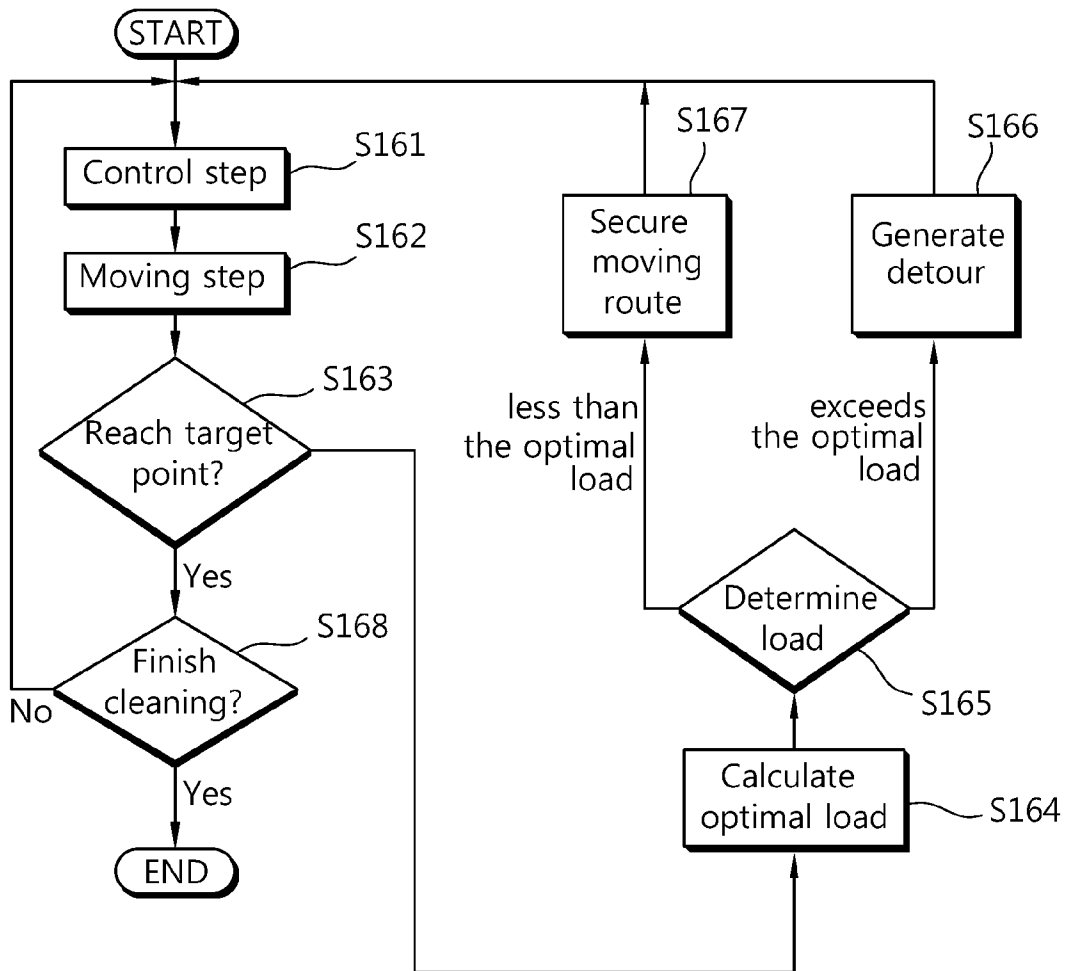 START
S161
Control step
S162
Moving step
S163
Reach target
point?
Yes
S168
Finish
cleaning?
No
Yes
END
S167
Secure
moving
route
S166
Generate
detour
less than
the optimal
load
exceeds
the optimal
load
Determine
load
S165
Calculate
optimal load
S164